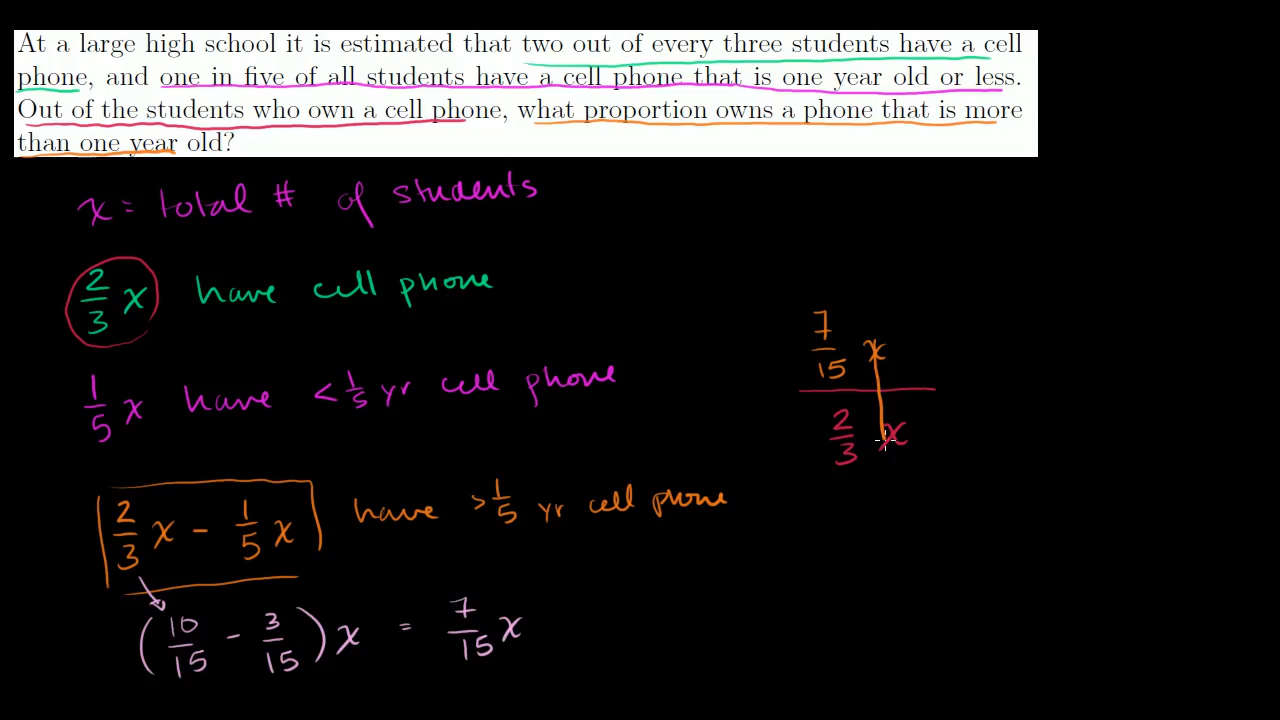 At a large high school it is estimated that two out of every three students have a cell
phone, and one in five of all students have a cell phone that is one year old or less.
Out of the students who own a cell phone, what proportion owns a phone that is more
than one year old?
x = total # of students
2/3 x have cell phone
1/5 x have < 1/5 yr cell phone
2/3 x - 1/5 x have > 1/5 yr cell phone
(10/15 - 3/15) x = 7/15 x
7/15 x
2/3 x